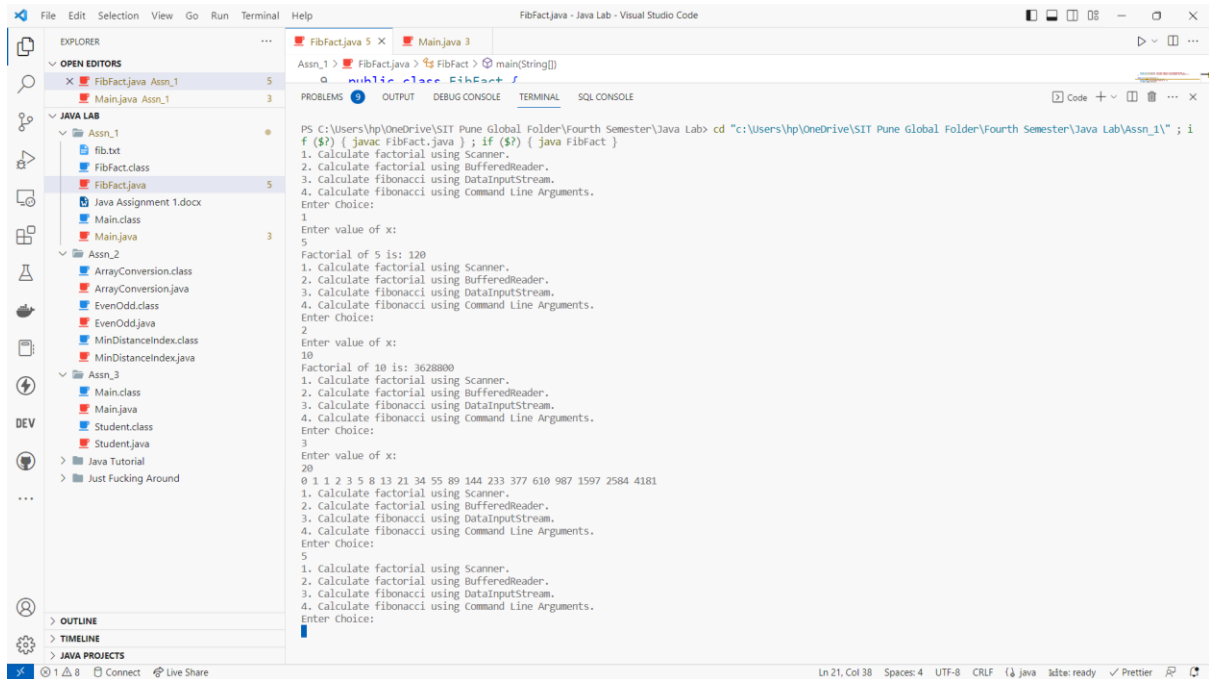 File Edit Selection View Go Run Terminal Help
FibFact.java - Java Lab - Visual Studio Code
EXPLORER
OPEN EDITORS
FibFact.java Assn_1 5
Main.java Assn_1 3
JAVA LAB
Assn_1
fib.txt
FibFact.class
FibFact.java 5
Java Assignment 1.docx
Main.class
Main.java 3
Assn_2
ArrayConversion.class
ArrayConversion.java
EvenOdd.class
EvenOdd.java
MinDistanceIndex.class
MinDistanceIndex.java
Assn_3
Main.class
Main.java
Student.class
Student.java
Java Tutorial
Just Fucking Around
DEV
OUTLINE
TIMELINE
JAVA PROJECTS
FibFact.java 5 Main.java 3
Assn_1 > FibFact.java > FibFact > main(String[])
9 public class FibFact {
PROBLEMS 9 OUTPUT DEBUG CONSOLE TERMINAL SQL CONSOLE
Code
PS C:\Users\hp\OneDrive\SIT Pune Global Folder\Fourth Semester\Java Lab> cd "c:\Users\hp\OneDrive\SIT Pune Global Folder\Fourth Semester\Java Lab\Assn_1\" ; i
f ($?) { javac FibFact.java } ; if ($?) { java FibFact }
1. Calculate factorial using Scanner.
2. Calculate factorial using BufferedReader.
3. Calculate fibonacci using DataInputStream.
4. Calculate fibonacci using Command Line Arguments.
Enter Choice:
1
Enter value of x:
5
Factorial of 5 is: 120
1. Calculate factorial using Scanner.
2. Calculate factorial using BufferedReader.
3. Calculate fibonacci using DataInputStream.
4. Calculate fibonacci using Command Line Arguments.
Enter Choice:
2
Enter value of x:
10
Factorial of 10 is: 3628800
1. Calculate factorial using Scanner.
2. Calculate factorial using BufferedReader.
3. Calculate fibonacci using DataInputStream.
4. Calculate fibonacci using Command Line Arguments.
Enter Choice:
3
Enter value of x:
20
0 1 1 2 3 5 8 13 21 34 55 89 144 233 377 610 987 1597 2584 4181
1. Calculate factorial using Scanner.
2. Calculate factorial using BufferedReader.
3. Calculate fibonacci using DataInputStream.
4. Calculate fibonacci using Command Line Arguments.
Enter Choice:
5
1. Calculate factorial using Scanner.
2. Calculate factorial using BufferedReader.
3. Calculate fibonacci using DataInputStream.
4. Calculate fibonacci using Command Line Arguments.
Enter Choice:
1 8 Connect Live Share
Ln 21, Col 38 Spaces: 4 UTF-8 CRLF java ready Prettier